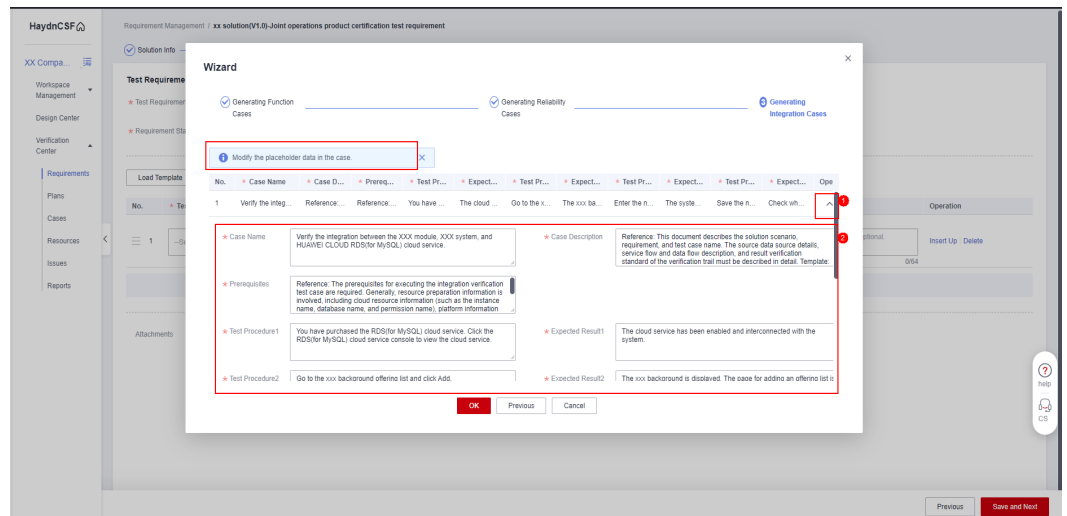 HaydnCSF
Requirement Management / xx solution(V1.0)-Joint operations product certification test requirement
XX Compa...
Solution Info
Workspace
Management
Design Center
Verification
Center
Requirements
Plans
Cases
Resources
Issues
Reports
Test Requireme
* Test Requiremen
* Requirement Sta
Load Template
No. * Te
1 --Se
Attachments
Wizard
Generating Function
Cases
Generating Reliability
Cases
3 Generating
Integration Cases
Modify the placeholder data in the case.
No. * Case Name * Case D... * Prereq... * Test Pr... * Expect... * Test Pr... * Expect... * Test Pr... * Expect... * Test Pr... * Expect... Ope
1 Verify the integ... Reference:... Reference:... You have ... The cloud ... Go to the x... The xxx ba... Enter the n... The syste... Save the n... Check wh...
1
2
* Case Name
Verify the integration between the XXX module, XXX system, and
HUAWEI CLOUD RDS(for MySQL) cloud service.
* Case Description
Reference: This document describes the solution scenario,
requirement, and test case name. The source data source details,
service flow and data flow description, and result verification
standard of the verification trail must be described in detail. Template:
* Prerequisites
Reference: The prerequisites for executing the integration verification
test case are required. Generally, resource preparation information is
involved, including cloud resource information (such as the instance
name, database name, and permission name), platform information
* Test Procedure1
You have purchased the RDS(for MySQL) cloud service. Click the
RDS(for MySQL) cloud service console to view the cloud service.
* Expected Result1
The cloud service has been enabled and interconnected with the
system.
* Test Procedure2
Go to the xxx background offering list and click Add.
* Expected Result2
The xxx background is displayed. The page for adding an offering list is
OK
Previous
Cancel
Operation
ptional.
0/64
Insert Up
Delete
help
CS
Previous
Save and Next